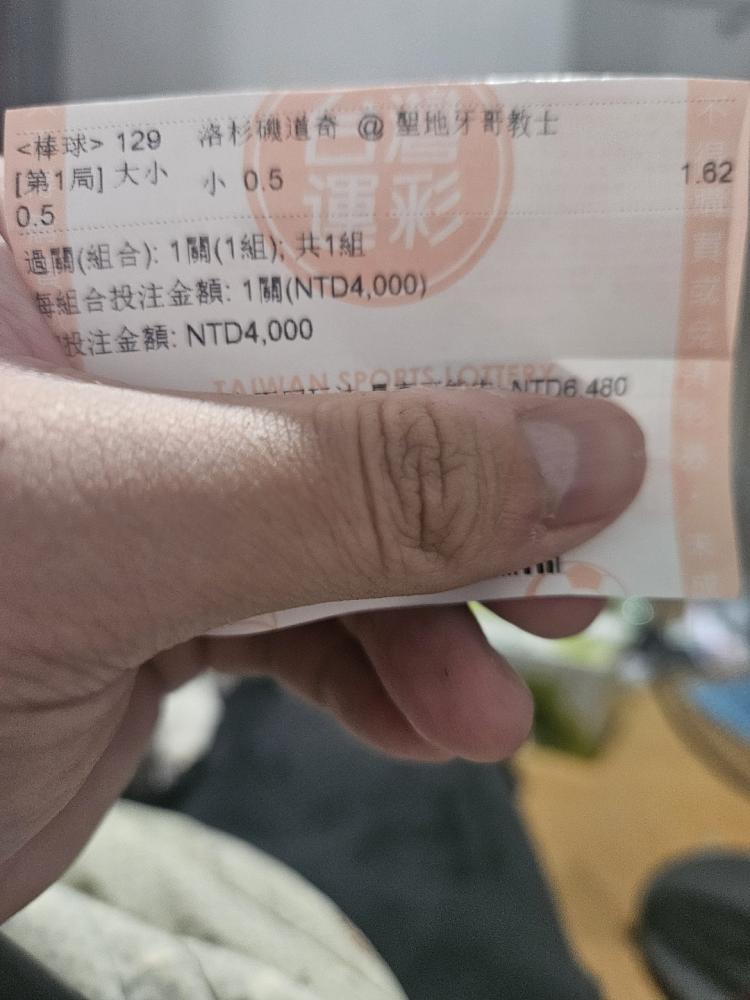 <棒球> 129 洛杉磯道奇 @ 聖地牙哥教士
[第1局] 大小 小 0.5 1.62
0.5
過關(組合): 1關(1組); 共1組
每組合投注金額: 1關(NTD4,000)
投注金額: NTD4,000
TAIWAN SPORTS LOTTERY
NTD6,480
台灣
運彩